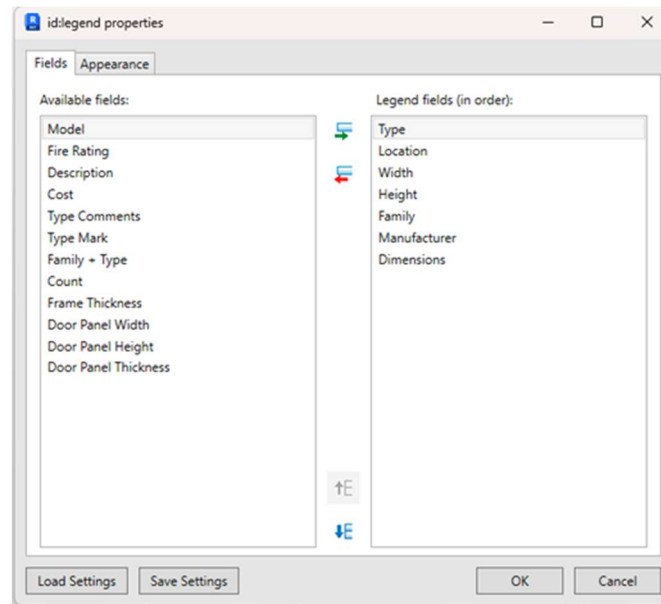 id:legend properties
Fields
Appearance
Available fields:
Model
Fire Rating
Description
Cost
Type Comments
Type Mark
Family + Type
Count
Frame Thickness
Door Panel Width
Door Panel Height
Door Panel Thickness
Legend fields (in order):
Type
Location
Width
Height
Family
Manufacturer
Dimensions
Load Settings
Save Settings
OK
Cancel